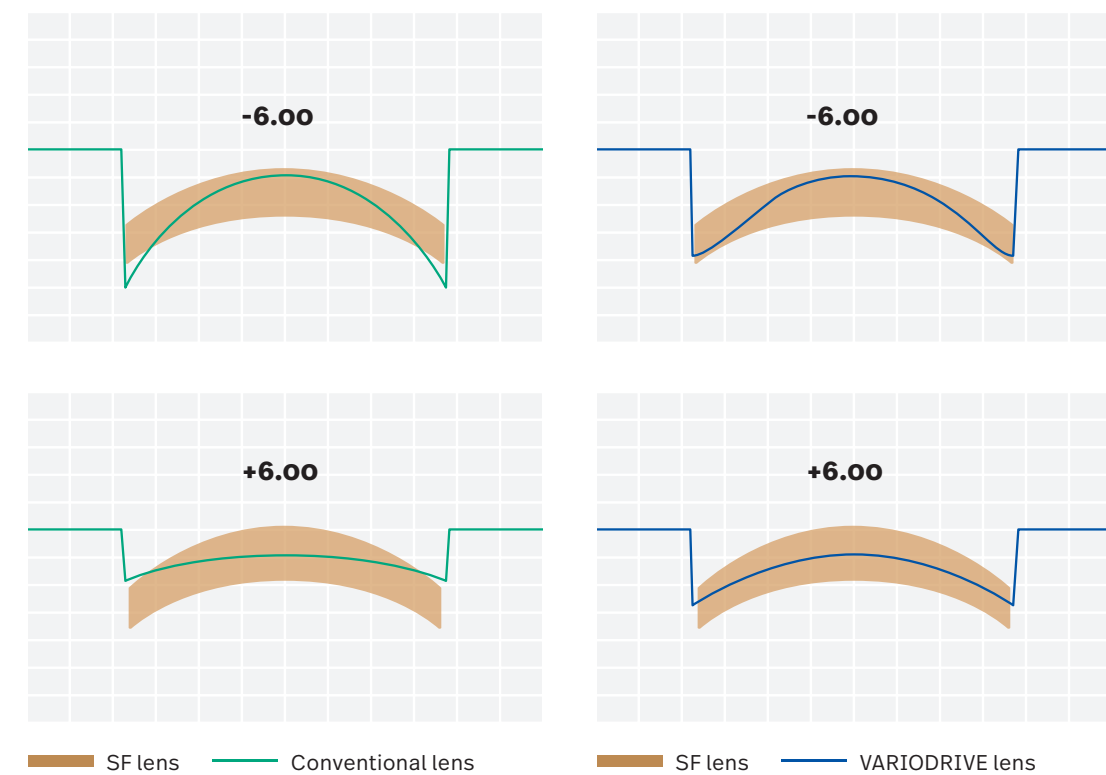 -6.00
-6.00
+6.00
+6.00
SF lens Conventional lens
SF lens VARIODRIVE lens